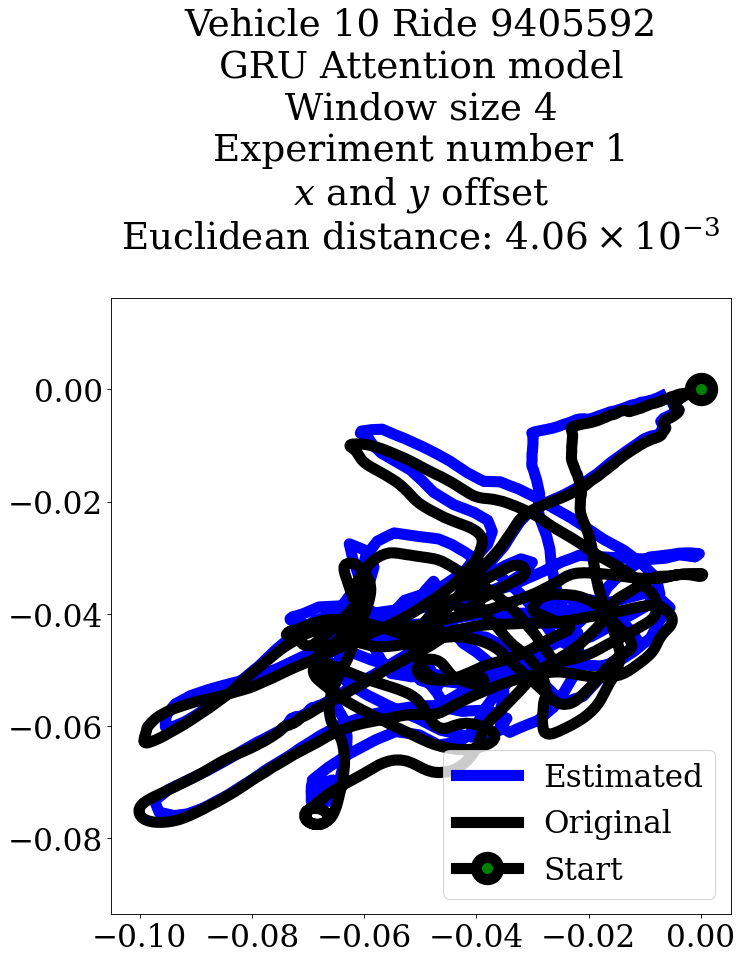 Vehicle 10 Ride 9405592
GRU Attention model
Window size 4
Experiment number 1
x and y offset
Euclidean distance: 4.06 × 10⁻³
0.00
−0.02
−0.04
−0.06
−0.08
Estimated
Original
Start
−0.10 −0.08 −0.06 −0.04 −0.02 0.00